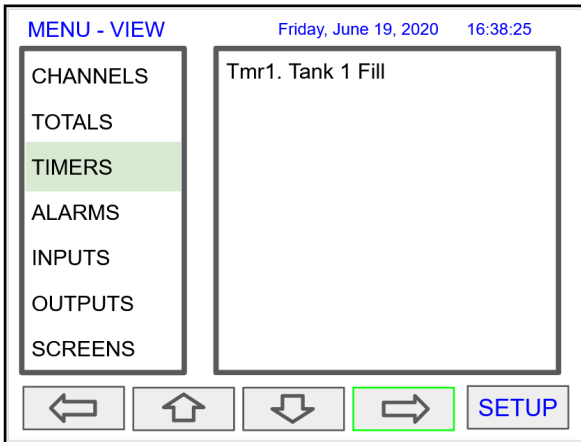 MENU - VIEW Friday, June 19, 2020 16:38:25
CHANNELS
TOTALS
TIMERS
ALARMS
INPUTS
OUTPUTS
SCREENS
Tmr1. Tank 1 Fill
SETUP